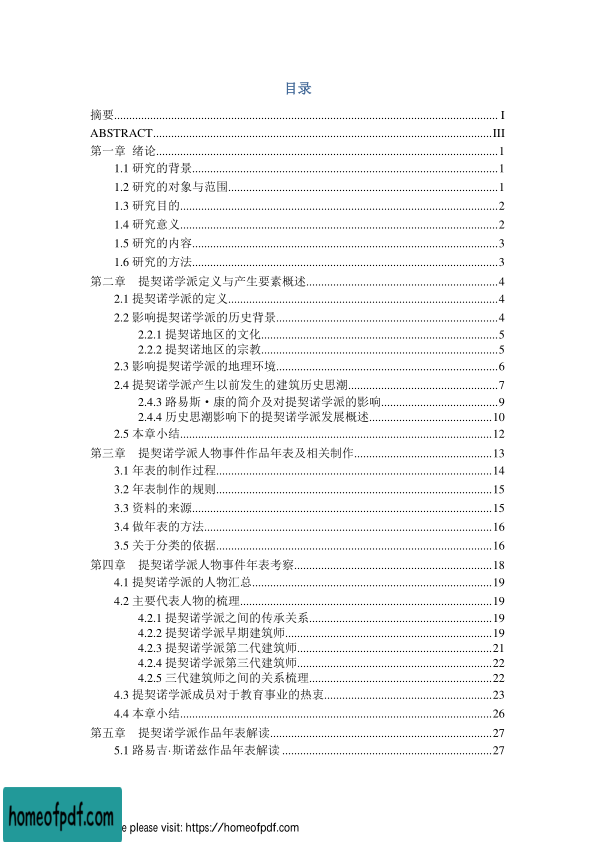 目录
摘要 I
ABSTRACT III
第一章 绪论 1
1.1 研究的背景 1
1.2 研究的对象与范围 1
1.3 研究目的 2
1.4 研究意义 2
1.5 研究的内容 3
1.6 研究的方法 3
第二章 提契诺学派定义与产生要素概述 4
2.1 提契诺学派的定义 4
2.2 影响提契诺学派的历史背景 4
2.2.1 提契诺地区的文化 5
2.2.2 提契诺地区的宗教 5
2.3 影响提契诺学派的地理环境 6
2.4 提契诺学派产生以前发生的建筑历史思潮 7
2.4.3 路易斯·康的简介及对提契诺学派的影响 9
2.4.4 历史思潮影响下的提契诺学派发展概述 10
2.5 本章小结 12
第三章 提契诺学派人物事件作品年表及相关制作 13
3.1 年表的制作过程 14
3.2 年表制作的规则 15
3.3 资料的来源 15
3.4 做年表的方法 16
3.5 关于分类的依据 16
第四章 提契诺学派人物事件年表考察 18
4.1 提契诺学派的人物汇总 19
4.2 主要代表人物的梳理 19
4.2.1 提契诺学派之间的传承关系 19
4.2.2 提契诺学派早期建筑师 19
4.2.3 提契诺学派第二代建筑师 21
4.2.4 提契诺学派第三代建筑师 22
4.2.5 三代建筑师之间的关系梳理 22
4.3 提契诺学派成员对于教育事业的热衷 23
4.4 本章小结 26
第五章 提契诺学派作品年表解读 27
5.1 路易吉·斯诺兹作品年表解读 27
homeofpdf.com
please visit: https://homeofpdf.com